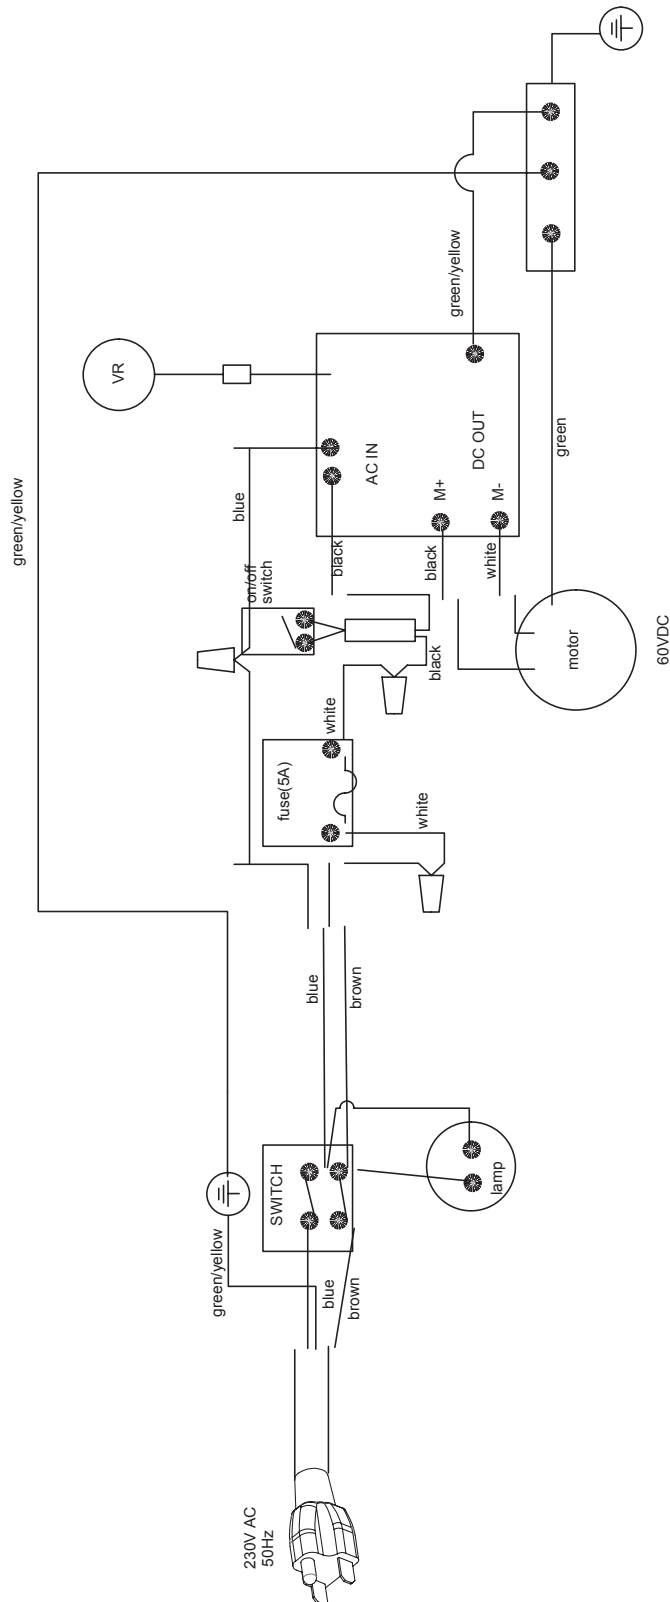 230V AC
50Hz
green/yellow
blue
brown
SWITCH
lamp
blue
brown
green/yellow
fuse(5A)
white
white
black
on/off
switch
blue
black
VR
AC IN
M+
M-
DC OUT
black
white
green/yellow
green
motor
60VDC